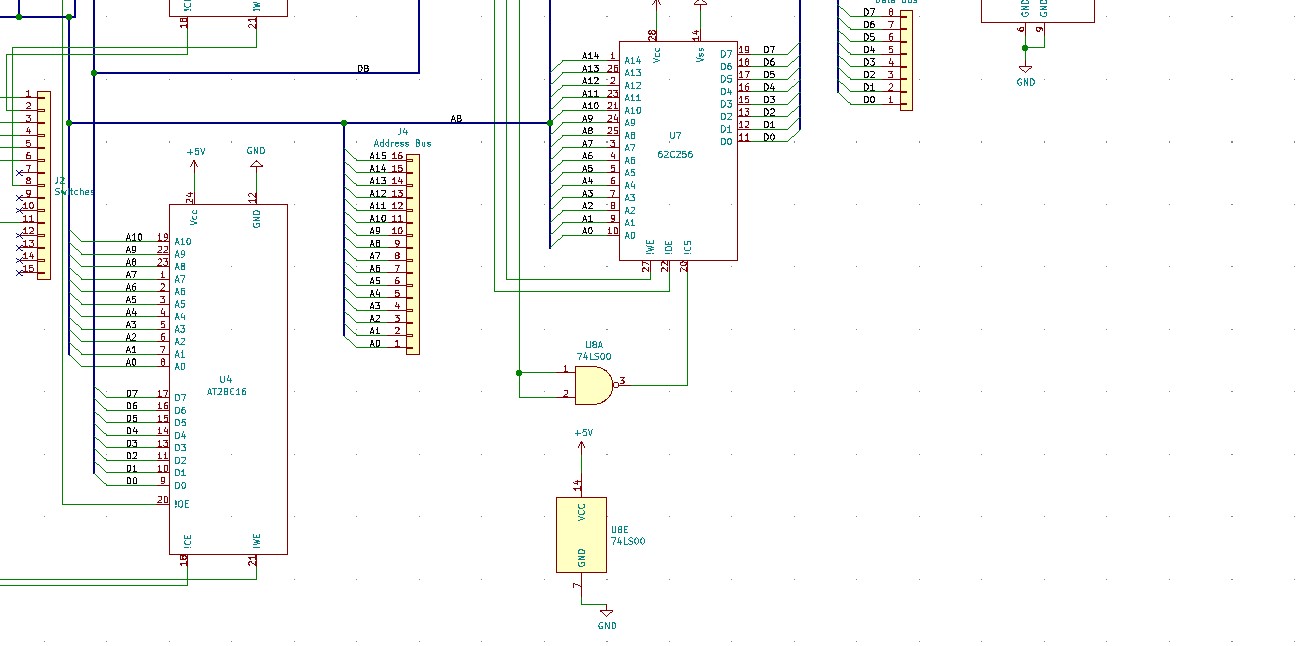 !CE
!W
18
21
DB
AB
1
2
3
4
5
6
7
8
9
10
11
12
13
14
15
J2
Switches
+5V
GND
24
12
Vcc
GND
A10 19 A10
A9 22 A9
A8 23 A8
A7 1 A7
A6 2 A6
A5 3 A5
A4 4 A4
A3 5 A3
A2 6 A2
A1 7 A1
A0 8 A0
U4
AT28C16
D7 17 D7
D6 16 D6
D5 15 D5
D4 14 D4
D3 13 D3
D2 11 D2
D1 10 D1
D0 9 D0
20 !OE
!CE
!WE
18
21
J4
Address Bus
A15 16
A14 15
A13 14
A12 13
A11 12
A10 11
A9 10
A8 9
A7 8
A6 7
A5 6
A4 5
A3 4
A2 3
A1 2
A0 1
28
14
Vcc
Vss
A14 1 A14
A13 26 A13
A12 2 A12
A11 23 A11
A10 21 A10
A9 24 A9
A8 25 A8
A7 3 A7
A6 4 A6
A5 5 A5
A4 6 A4
A3 7 A3
A2 8 A2
A1 9 A1
A0 10 A0
U7
62C256
D7 19 D7
D6 18 D6
D5 17 D5
D4 16 D4
D3 15 D3
D2 13 D2
D1 12 D1
D0 11 D0
!WE
!OE
!CS
27
22
20
Data Bus
D7 8
D6 7
D5 6
D4 5
D3 4
D2 3
D1 2
D0 1
GND
GND
6
9
GND
U8A
74LS00
1
2
3
+5V
14
VCC
U8E
74LS00
GND
7
GND